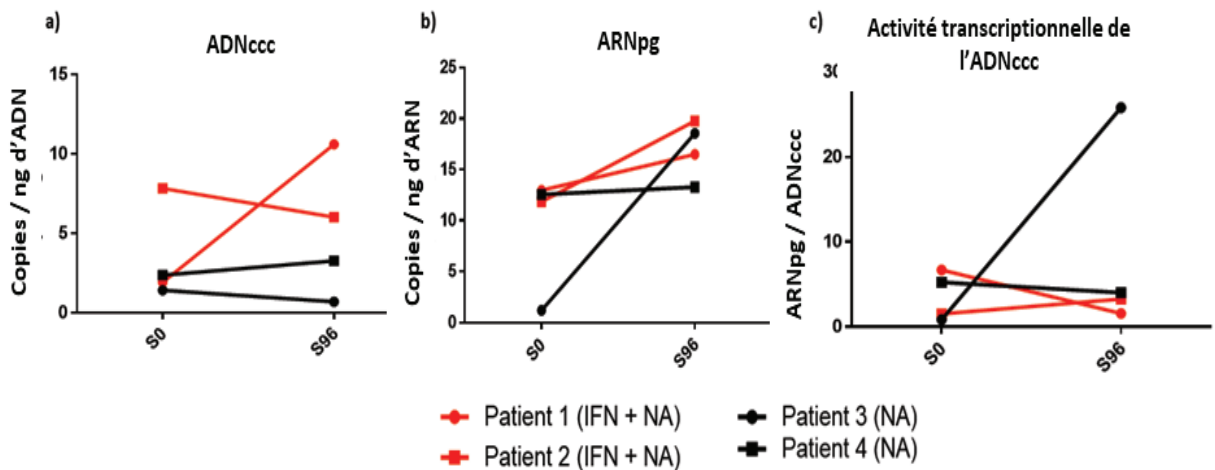 a)
ADNccc
Copies / ng d'ADN
15
10
5
0
S0
S96
b)
ARNpg
Copies / ng d'ARN
25
20
15
10
5
0
S0
S96
c)
Activité transcriptionnelle de
l'ADNccc
ARNpg / ADNccc
30
20
10
0
S0
S96
Patient 1 (IFN + NA)
Patient 2 (IFN + NA)
Patient 3 (NA)
Patient 4 (NA)